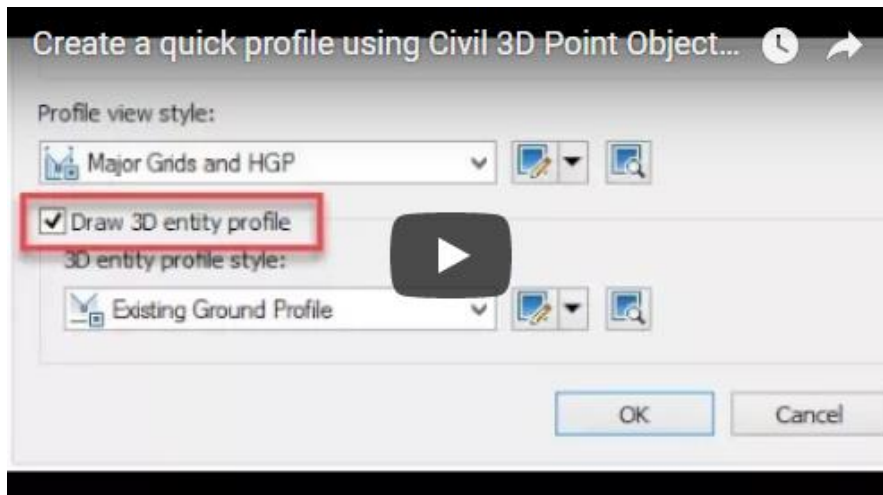 Create a quick profile using Civil 3D Point Object...
Profile view style:
Major Grids and HGP
Draw 3D entity profile
3D entity profile style:
Existing Ground Profile
OK Cancel